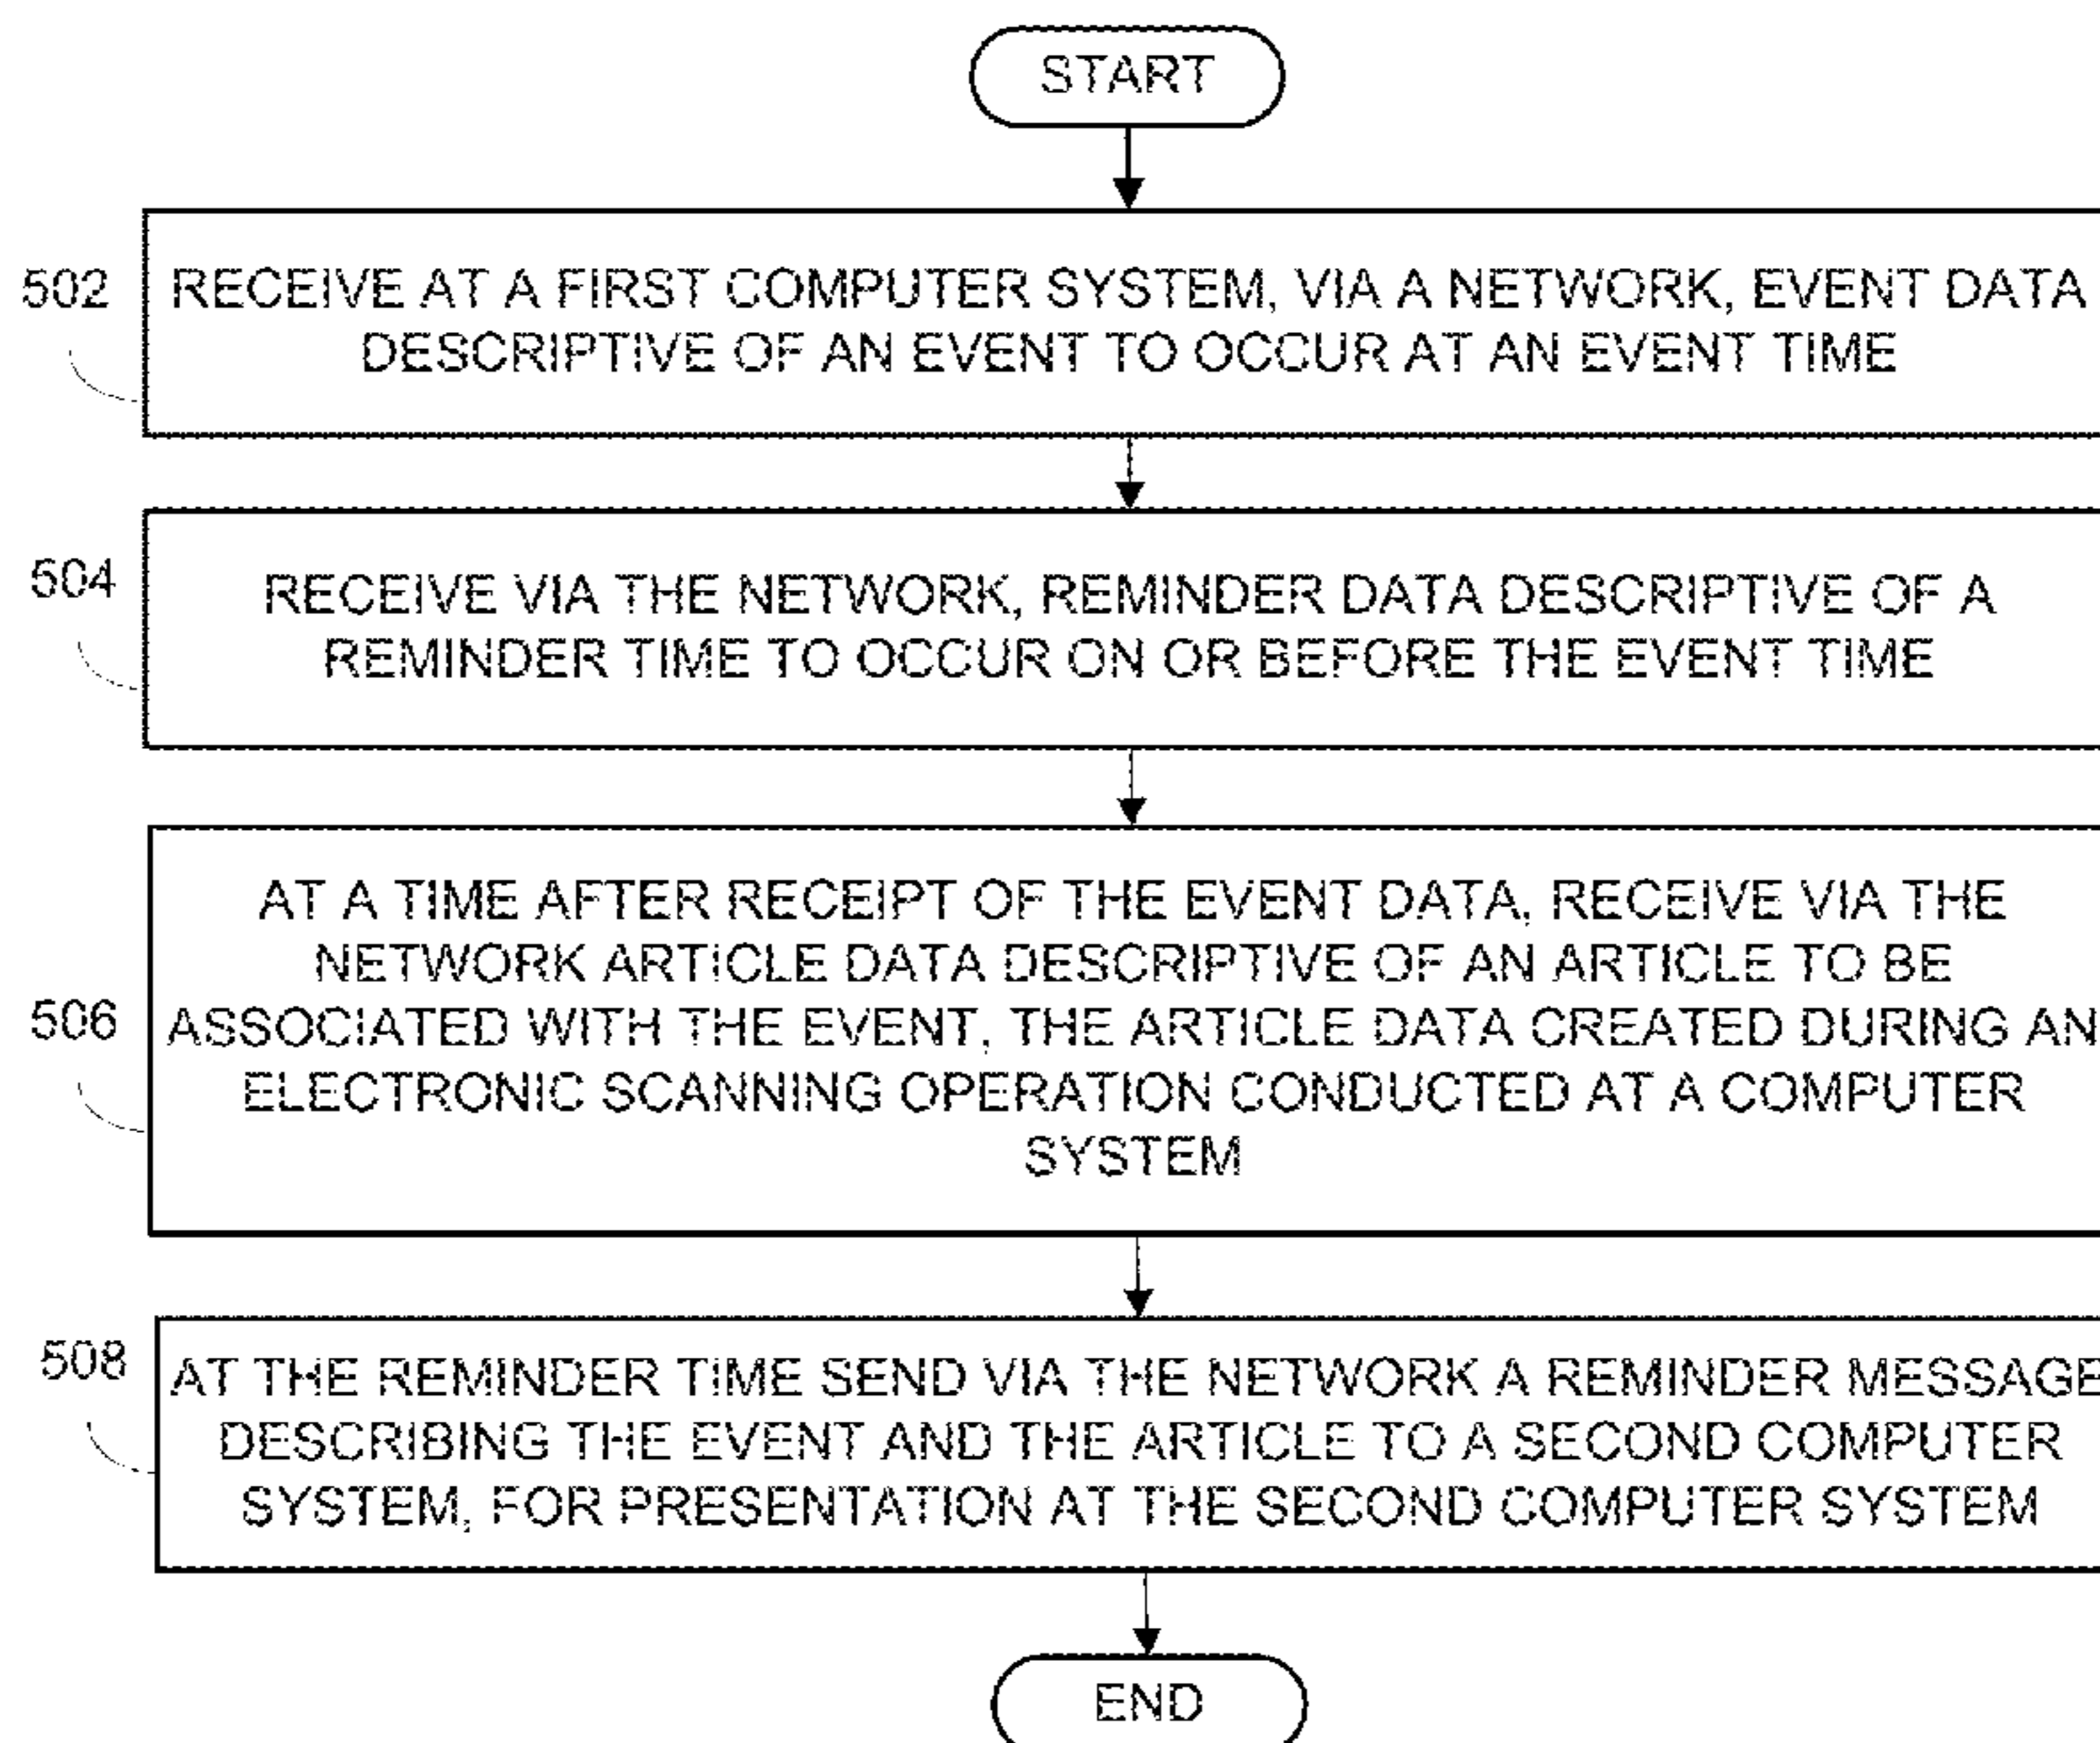 START
502
RECEIVE AT A FIRST COMPUTER SYSTEM, VIA A NETWORK, EVENT DATA
DESCRIPTIVE OF AN EVENT TO OCCUR AT AN EVENT TIME
504
RECEIVE VIA THE NETWORK, REMINDER DATA DESCRIPTIVE OF A
REMINDER TIME TO OCCUR ON OR BEFORE THE EVENT TIME
506
AT A TIME AFTER RECEIPT OF THE EVENT DATA, RECEIVE VIA THE
NETWORK ARTICLE DATA DESCRIPTIVE OF AN ARTICLE TO BE
ASSOCIATED WITH THE EVENT, THE ARTICLE DATA CREATED DURING AN
ELECTRONIC SCANNING OPERATION CONDUCTED AT A COMPUTER
SYSTEM
508
AT THE REMINDER TIME SEND VIA THE NETWORK A REMINDER MESSAGE
DESCRIBING THE EVENT AND THE ARTICLE TO A SECOND COMPUTER
SYSTEM, FOR PRESENTATION AT THE SECOND COMPUTER SYSTEM
END